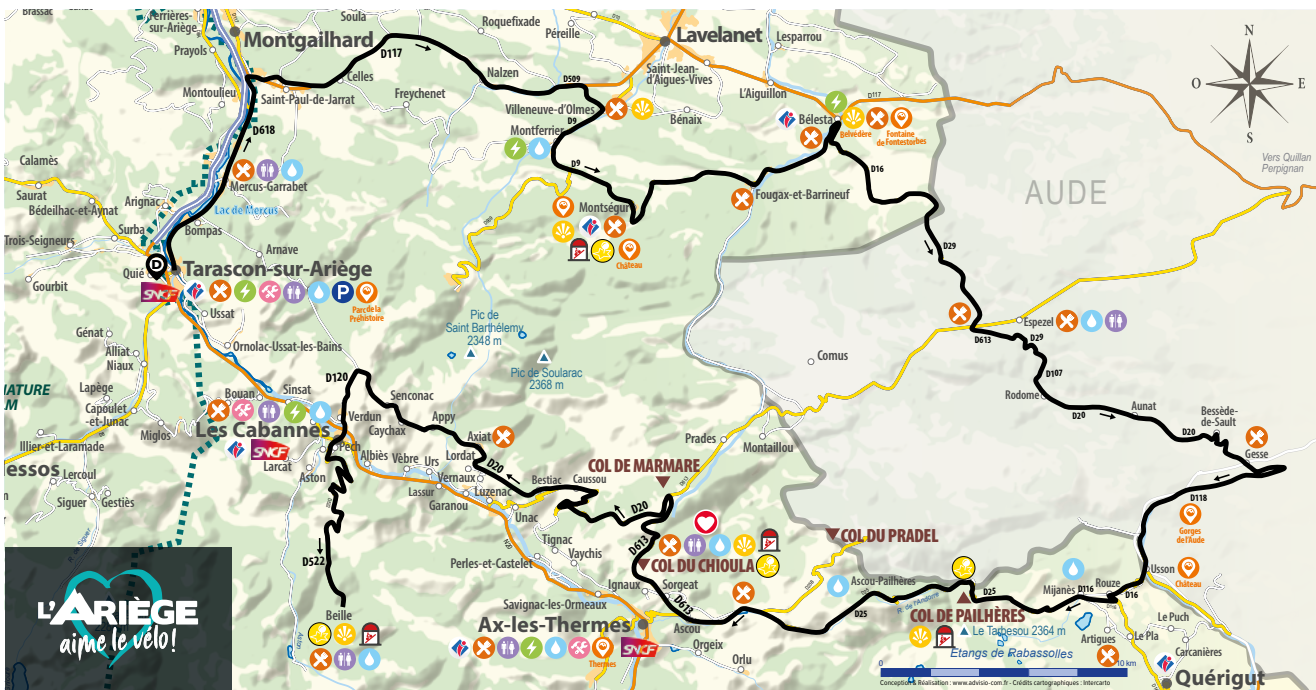 Brassac
Ferrières-
sur-Ariège
Prayols
Montgailhard
Soula
Roquefixade
Péreille
Lavelanet
Lesparrou
N
O
E
S
D117
Celles
Nalzen
D509
Saint-Jean-
d'Aigues-Vives
L'Aiguillon
D117
Montoulieu
Saint-Paul-de-Jarrat
Freychenet
Villeneuve-d'Olmes
Bénaix
Bélesta
Belvédère
Fontaine
de Fontestorbes
D618
Montferrier
D9
D9
D16
Vers Quillan
Perpignan
Calamès
Saurat
Bédeilhac-et-Aynat
Arignac
Mercus-Garrabet
Lac de Mercus
Montségur
Château
Fougax-et-Barrineuf
AUDE
Surba
Bompas
Trois-Seigneurs
Arnave
D29
Quié
D
Tarascon-sur-Ariège
SNCF
P
Parc de la
Préhistoire
Gourbit
Ussat
Génat
Alliat
Niaux
Ornolac-Ussat-les-Bains
Pic de
Saint Barthélemy
2348 m
Pic de Soularac
2368 m
Comus
Espezel
D613
D29
D107
Rodome
D20
Aunat
Bessède-
de-Sault
D20
Gesse
NATURE
M
Lapège
Capoulet
-et-Junac
Miglos
Illier-et-Laramade
Bouan
Sinsat
D120
Senconac
Verdun
Caychax
Appy
Axiat
Les Cabannes
SNCF
Pech
Larcat
Aston
Albiès
Vèbre
Urs
Lordat
Vernaux
D20
Bestiac
Caussou
Prades
Montaillou
COL DE MARMARE
D20
essos
Lercoul
Siguer
Gestiès
Lassur
Garanou
Luzenac
Unac
D118
Gorges
de l'Aude
D613
COL DU CHIOULA
COL DU PRADEL
Tignac
Vaychis
N20
Perles-et-Castelet
D522
Ignaux
Sorgeat
D613
Ascou-Pailhères
R. de l'Andorre
D25
D25
COL DE PAILHÈRES
Mijanès
D116
Rouze
Usson
Château
D16
Le Puch
Beille
Aston
Savignac-les-Ormeaux
Ax-les-Thermes
Thermes
SNCF
Ascou
Orgeix
Orlu
Le Tarbesou 2364 m
Etangs de Rabassolles
Artigues
Le Pla
Carcanières
Quérigut
L'ARIÈGE
aime le vélo!
0
10 km
Conception & Réalisation : www.advisio-com.fr - Crédits cartographiques : Intercarto